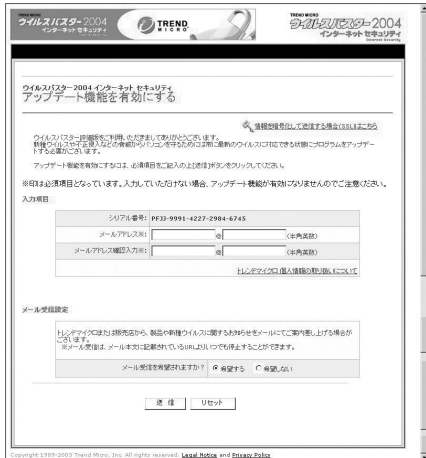 TREND MICRO
ウイルスバスター2004
インターネット セキュリティ
TREND MICRO
TREND MICRO
ウイルスバスター2004
インターネット セキュリティ
Internet Security
ウイルスバスター2004 インターネット セキュリティ
アップデート機能を有効にする
情報を暗号化して送信する場合(SSL)はこちら
ウイルスバスター評価版をご利用いただきましてありがとうございます。
新種ウイルスや不正侵入などの脅威からパソコンを守るためには常に最新のウイルスに対応できる状態にプログラムをアップデー
トする必要がございます。
アップデート機能を有効にするには、必須項目をご記入の上[送信]ボタンをクリックしてください。
※印は必須項目となっています。入力していただけない場合、アップデート機能が有効になりませんのでご注意ください。
入力項目
シリアル番号: PFJJ-9991-4227-2984-6745
メールアドレス※: @ (半角英数)
メールアドレス確認入力※: @ (半角英数)
トレンドマイクロ 個人情報の取り扱いについて
メール受信設定
トレンドマイクロまたは販売店から、製品や新種ウイルスに関するお知らせをメールにてご案内差し上げる場合が
ございます。
※メール受信は、メール本文に記載されているURLよりいつでも停止することができます。
メール受信を希望されますか? 希望する 希望しない
送 信 リセット
Copyright 1989-2003 Trend Micro, Inc. All rights reserved. Legal Notice and Privacy Policy